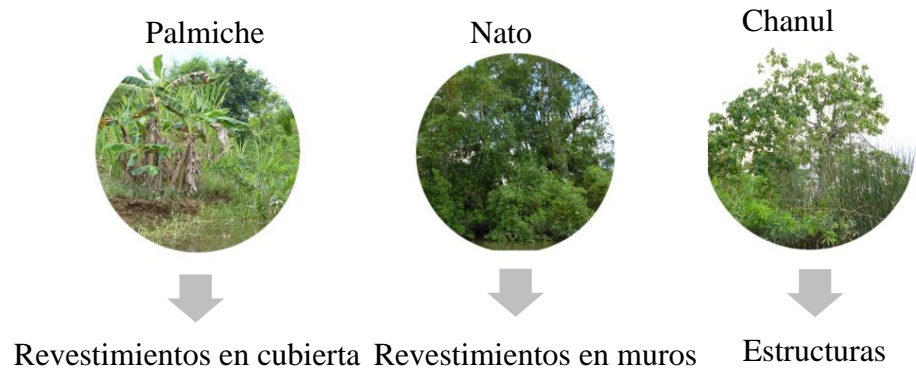 Palmiche
Nato
Chanul
Revestimientos en cubierta
Revestimientos en muros
Estructuras